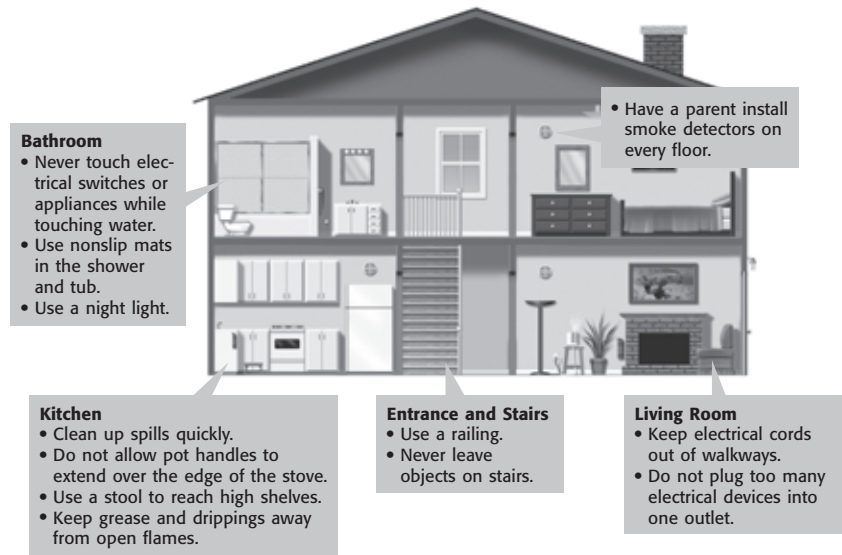 • Have a parent install
smoke detectors on
every floor.
Bathroom
• Never touch elec-
trical switches or
appliances while
touching water.
• Use nonslip mats
in the shower
and tub.
• Use a night light.
Kitchen
• Clean up spills quickly.
• Do not allow pot handles to
extend over the edge of the stove.
• Use a stool to reach high shelves.
• Keep grease and drippings away
from open flames.
Entrance and Stairs
• Use a railing.
• Never leave
objects on stairs.
Living Room
• Keep electrical cords
out of walkways.
• Do not plug too many
electrical devices into
one outlet.